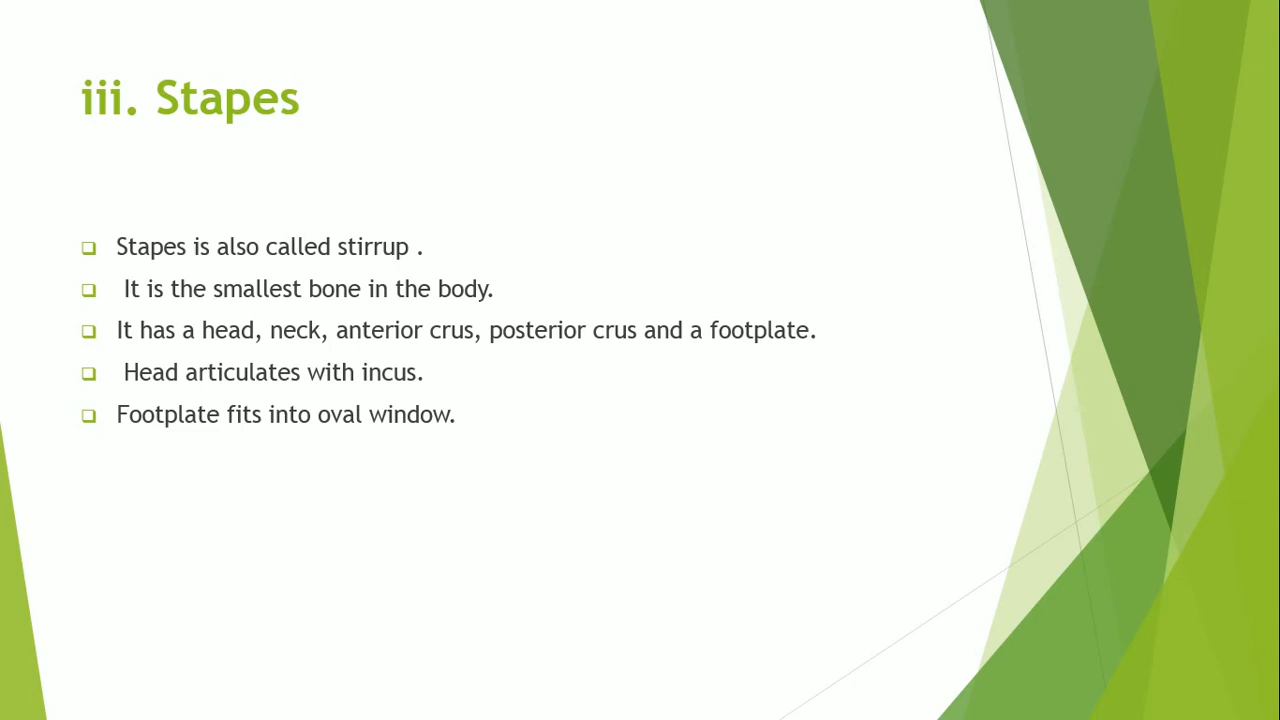 iii. Stapes
❑ Stapes is also called stirrup .
❑ It is the smallest bone in the body.
❑ It has a head, neck, anterior crus, posterior crus and a footplate.
❑ Head articulates with incus.
❑ Footplate fits into oval window.